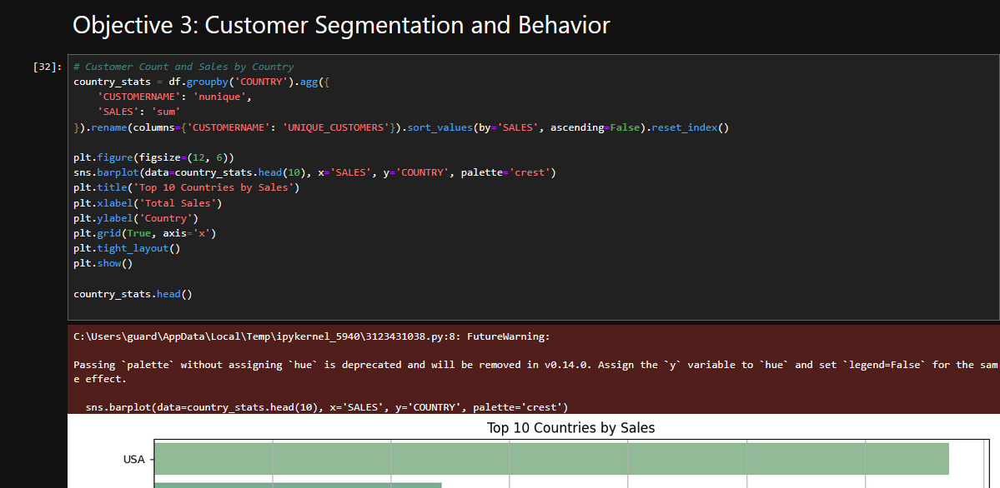 Objective 3: Customer Segmentation and Behavior
[32]:
# Customer Count and Sales by Country
country_stats = df.groupby('COUNTRY').agg({
    'CUSTOMERNAME': 'nunique',
    'SALES': 'sum'
}).rename(columns={'CUSTOMERNAME': 'UNIQUE_CUSTOMERS'}).sort_values(by='SALES', ascending=False).reset_index()
plt.figure(figsize=(12, 6))
sns.barplot(data=country_stats.head(10), x='SALES', y='COUNTRY', palette='crest')
plt.title('Top 10 Countries by Sales')
plt.xlabel('Total Sales')
plt.ylabel('Country')
plt.grid(True, axis='x')
plt.tight_layout()
plt.show()
country_stats.head()
C:\Users\guard\AppData\Local\Temp\ipykernel_5940\3123431038.py:8: FutureWarning:
Passing `palette` without assigning `hue` is deprecated and will be removed in v0.14.0. Assign the `y` variable to `hue` and set `legend=False` for the sam
e effect.
  sns.barplot(data=country_stats.head(10), x='SALES', y='COUNTRY', palette='crest')
Top 10 Countries by Sales
USA